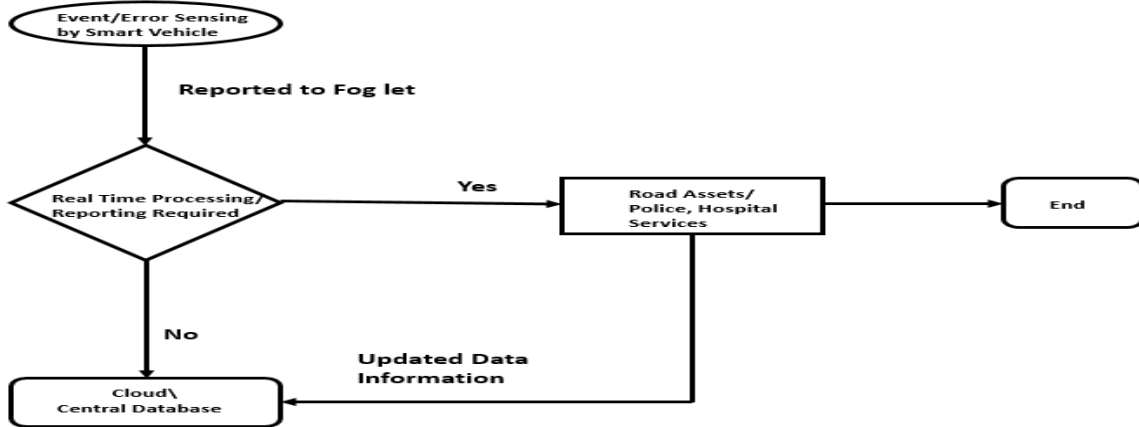 Event/Error Sensing
by Smart Vehicle
Reported to Fog let
Real Time Processing/
Reporting Required
Yes
Road Assets/
Police, Hospital
Services
End
No
Updated Data
Information
Cloud\
Central Database